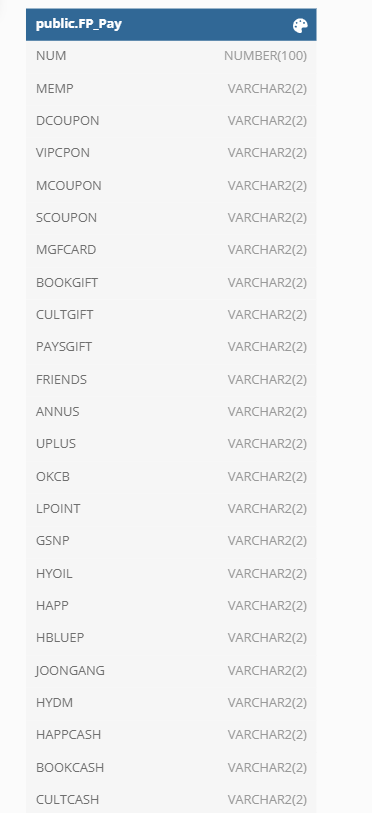 public.FP_Pay
NUM NUMBER(100)
MEMP VARCHAR2(2)
DCOUPON VARCHAR2(2)
VIPCPON VARCHAR2(2)
MCOUPON VARCHAR2(2)
SCOUPON VARCHAR2(2)
MGFCARD VARCHAR2(2)
BOOKGIFT VARCHAR2(2)
CULTGIFT VARCHAR2(2)
PAYSGIFT VARCHAR2(2)
FRIENDS VARCHAR2(2)
ANNUS VARCHAR2(2)
UPLUS VARCHAR2(2)
OKCB VARCHAR2(2)
LPOINT VARCHAR2(2)
GSNP VARCHAR2(2)
HYOIL VARCHAR2(2)
HAPP VARCHAR2(2)
HBLUEP VARCHAR2(2)
JOONGANG VARCHAR2(2)
HYDM VARCHAR2(2)
HAPPCASH VARCHAR2(2)
BOOKCASH VARCHAR2(2)
CULTCASH VARCHAR2(2)